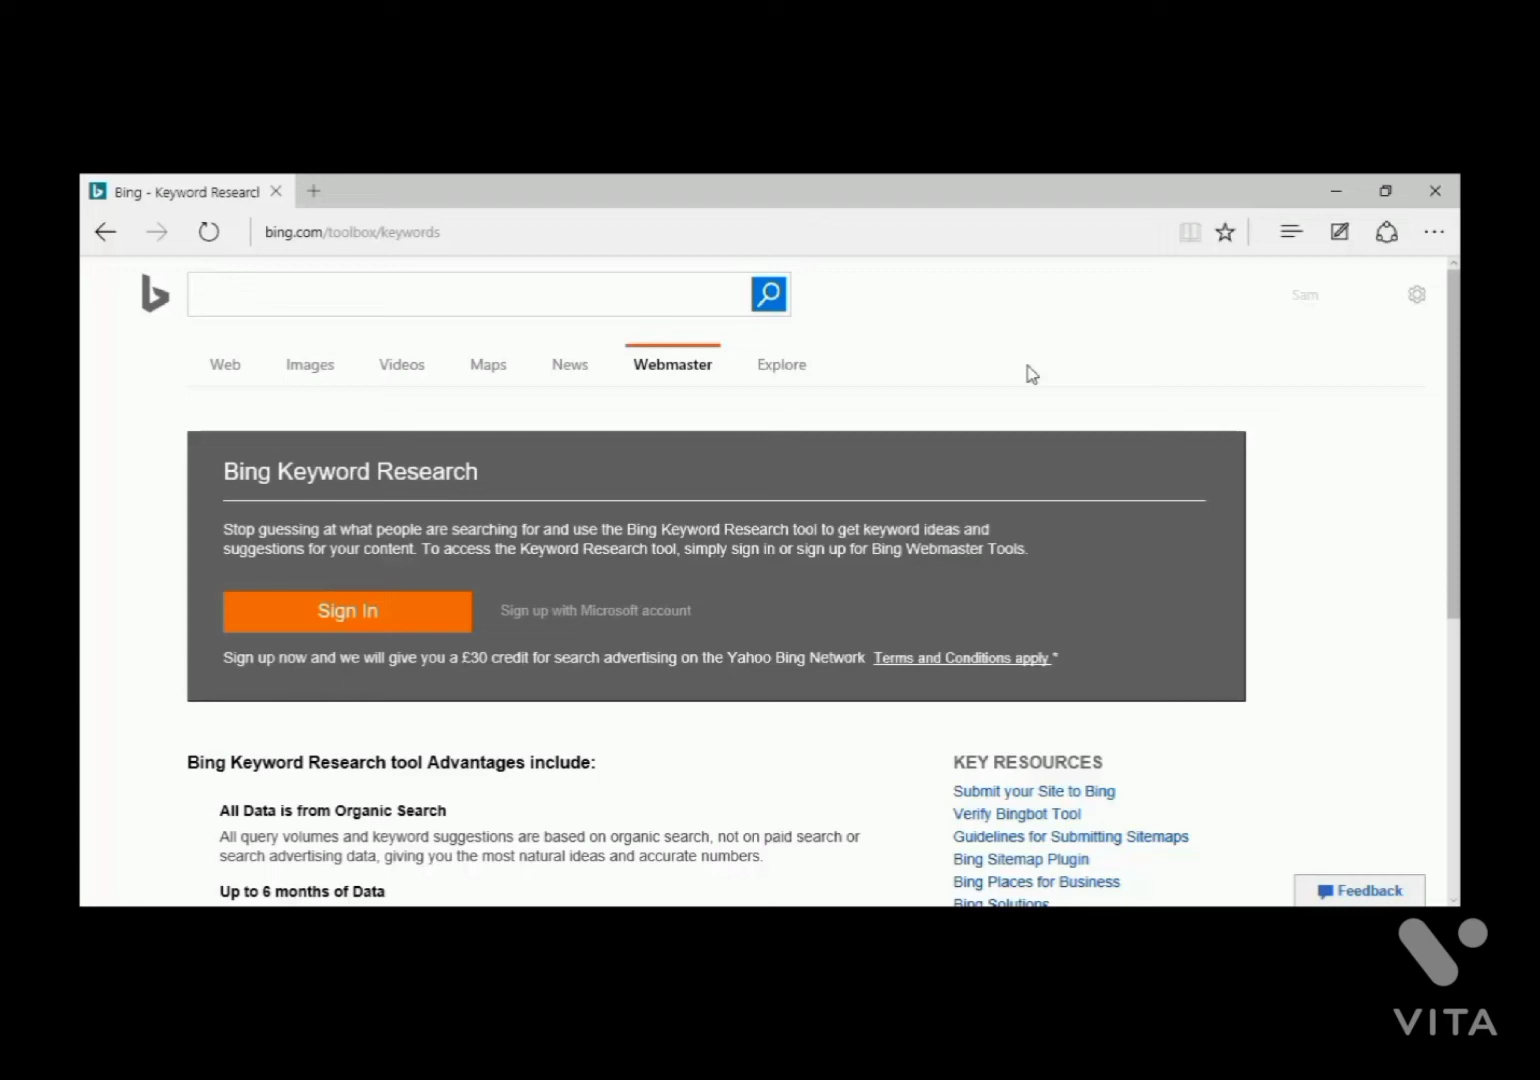 Bing - Keyword Researcl
bing.com/toolbox/keywords
Sam
Web Images Videos Maps News Webmaster Explore
Bing Keyword Research
Stop guessing at what people are searching for and use the Bing Keyword Research tool to get keyword ideas and
suggestions for your content. To access the Keyword Research tool, simply sign in or sign up for Bing Webmaster Tools.
Sign In Sign up with Microsoft account
Sign up now and we will give you a £30 credit for search advertising on the Yahoo Bing Network Terms and Conditions apply *
Bing Keyword Research tool Advantages include:
All Data is from Organic Search
All query volumes and keyword suggestions are based on organic search, not on paid search or
search advertising data, giving you the most natural ideas and accurate numbers.
Up to 6 months of Data
KEY RESOURCES
Submit your Site to Bing
Verify Bingbot Tool
Guidelines for Submitting Sitemaps
Bing Sitemap Plugin
Bing Places for Business
Bing Solutions
Feedback
VITA